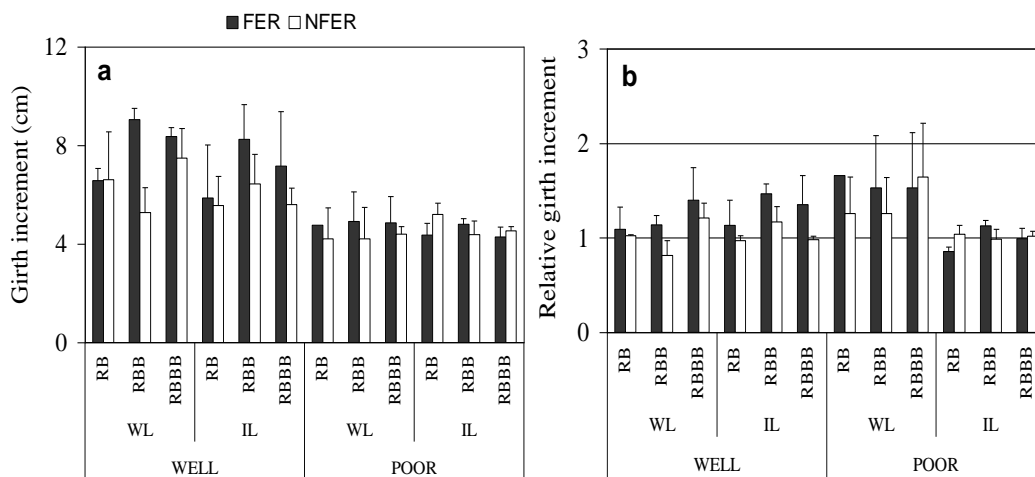 FER NFER
a
Girth increment (cm)
12
8
4
0
RB RBB RBBB RB RBB RBBB RB RBB RBBB RB RBB RBBB
WL IL WL IL
WELL POOR
b
Relative girth increment
3
2
1
0
RB RBB RBBB RB RBB RBBB RB RBB RBBB RB RBB RBBB
WL IL WL IL
WELL POOR